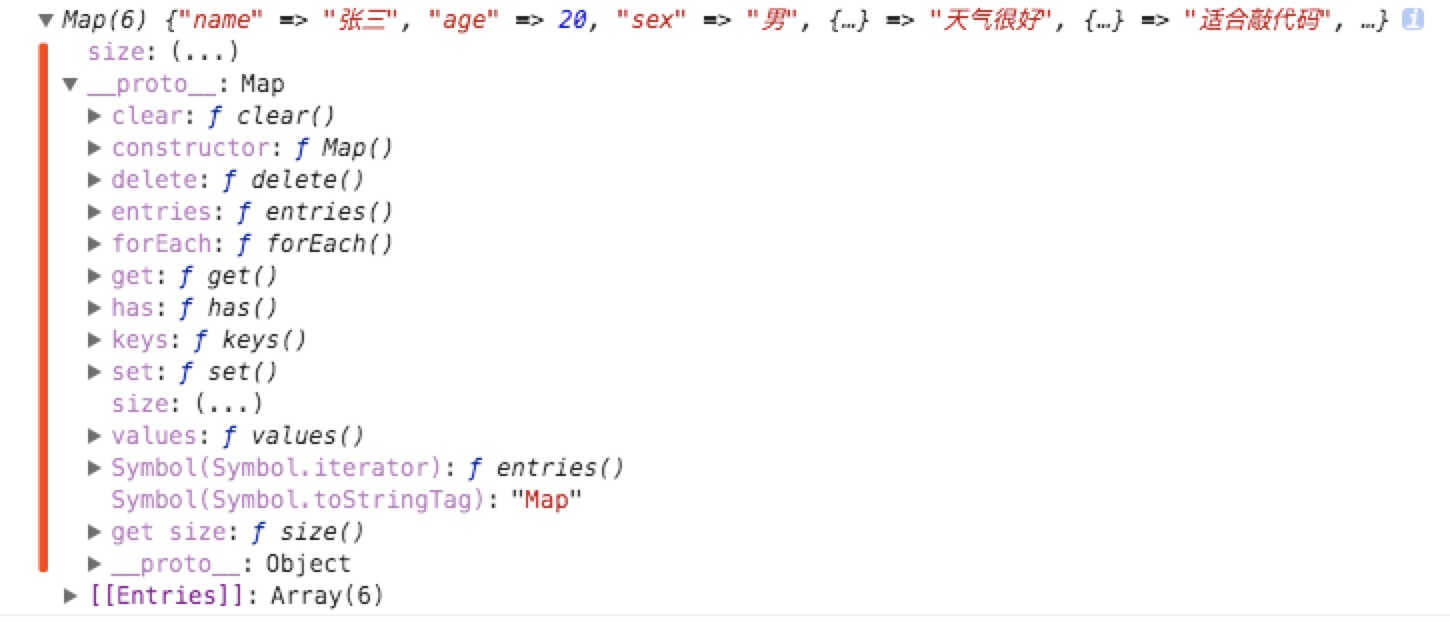 ▼Map(6) {"name" => "张三", "age" => 20, "sex" => "男", {…} => "天气很好", {…} => "适合敲代码", …} i
size: (...)
▼ __proto__: Map
▶ clear: ƒ clear()
▶ constructor: ƒ Map()
▶ delete: ƒ delete()
▶ entries: ƒ entries()
▶ forEach: ƒ forEach()
▶ get: ƒ get()
▶ has: ƒ has()
▶ keys: ƒ keys()
▶ set: ƒ set()
size: (...)
▶ values: ƒ values()
▶ Symbol(Symbol.iterator): ƒ entries()
Symbol(Symbol.toStringTag): "Map"
▶ get size: ƒ size()
▶ __proto__: Object
▶ [[Entries]]: Array(6)